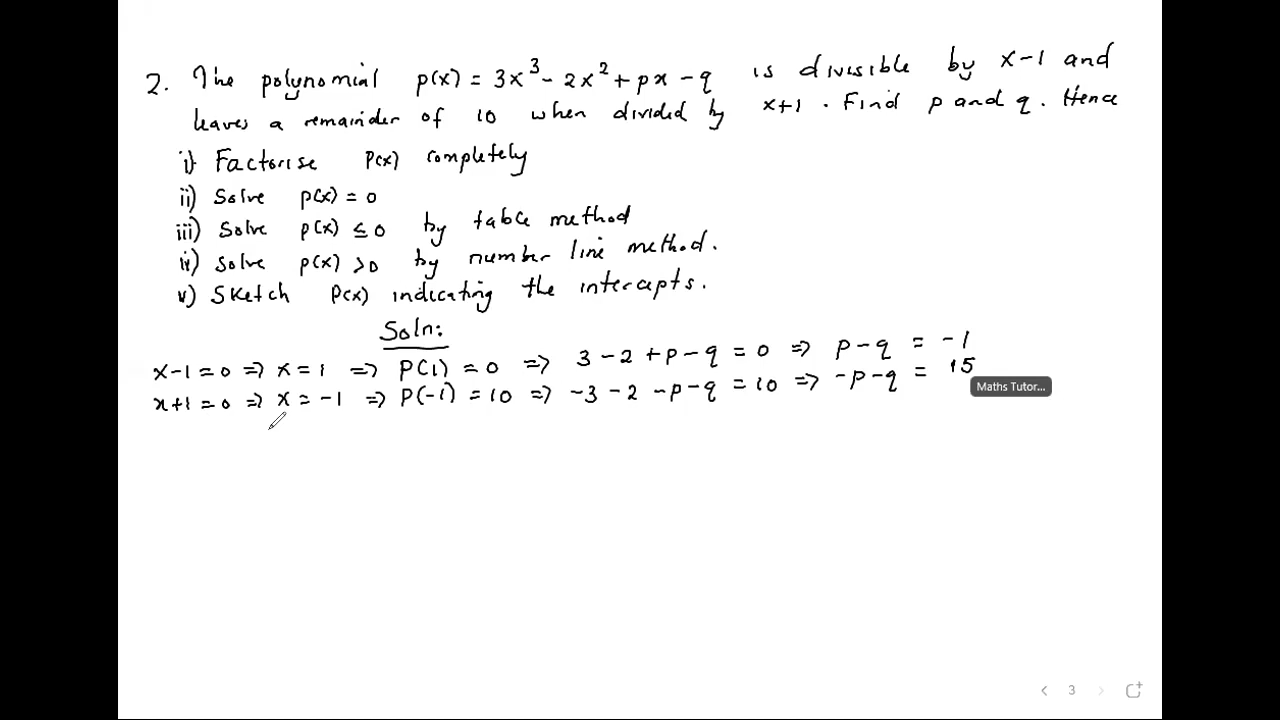 2. The polynomial p(x) = 3x³ - 2x² + px - q is divisible by x-1 and
leaves a remainder of 10 when divided by x+1. Find p and q. Hence
i) Factorise P(x) completely
ii) Solve p(x) = 0
iii) Solve p(x) ≤ 0 by table method
iv) Solve p(x) >0 by number line method.
v) Sketch P(x) indicating the intercepts.
Soln:
x-1=0 => x=1 => P(1) = 0 => 3-2+p-q = 0 => p-q = -1
x+1=0 => x=-1 => P(-1) = 10 => -3-2-p-q = 10 => -p-q = 15
Maths Tutor...
3